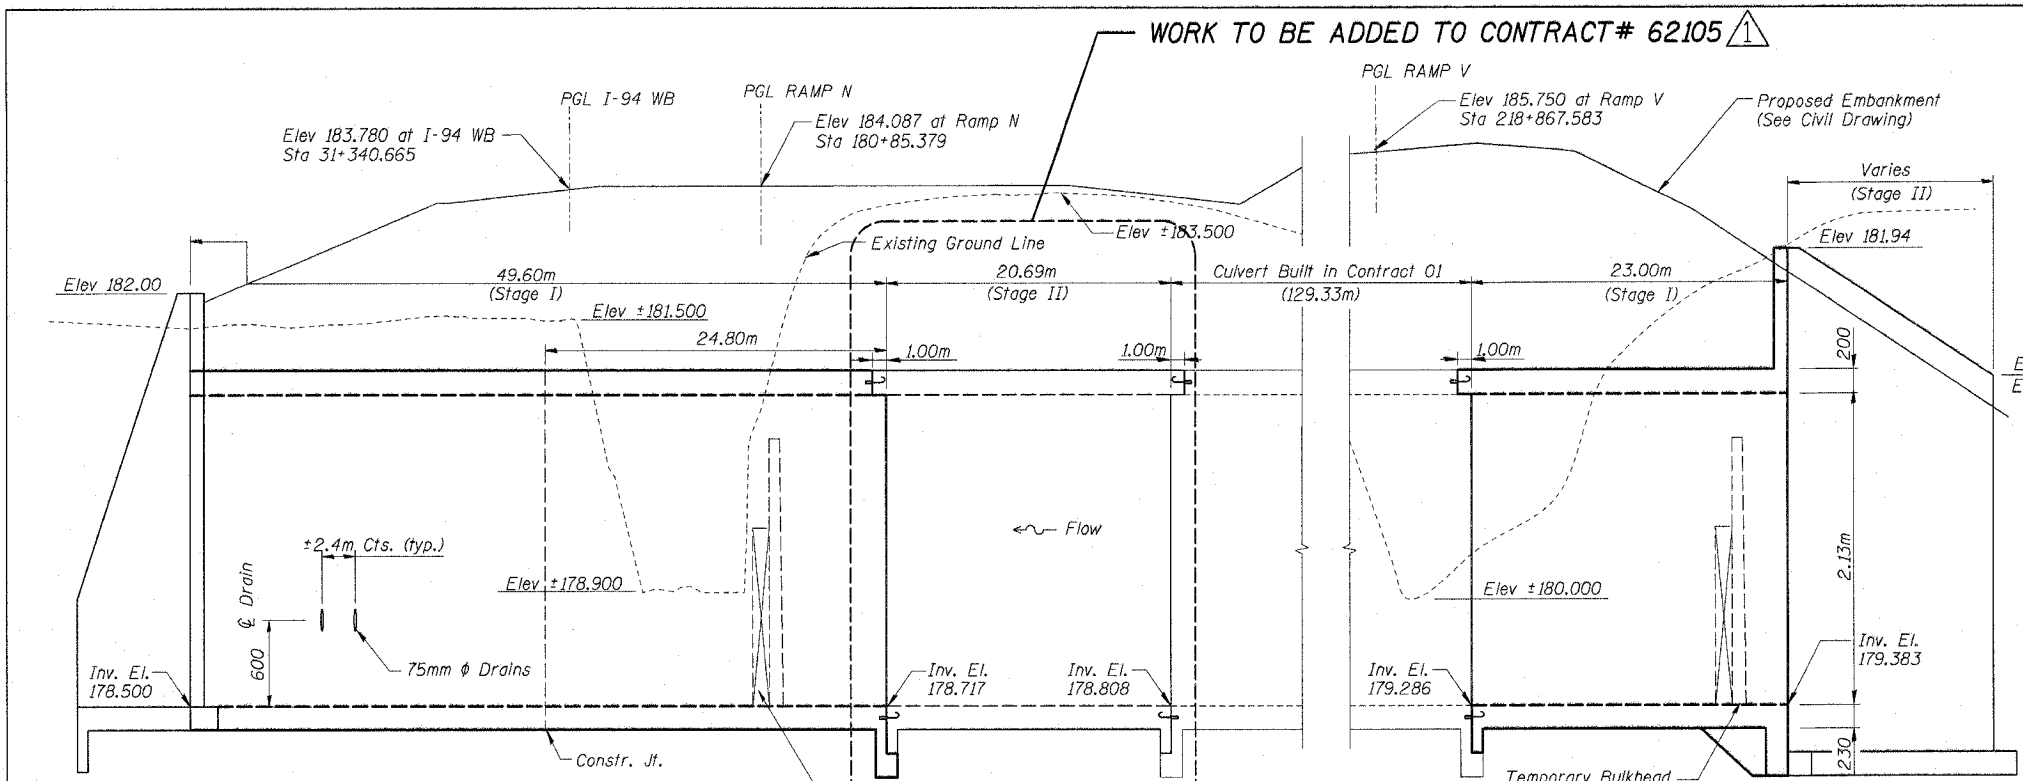 WORK TO BE ADDED TO CONTRACT# 62105 1
PGL I-94 WB
PGL RAMP N
PGL RAMP V
Elev 183.780 at I-94 WB
Sta 31+340.665
Elev 184.087 at Ramp N
Sta 180+85.379
Elev 185.750 at Ramp V
Sta 218+867.583
Proposed Embankment
(See Civil Drawing)
Varies
(Stage II)
Existing Ground Line
Elev ±183.500
Elev 181.94
Elev 182.00
49.60m
(Stage I)
20.69m
(Stage II)
Culvert Built in Contract 01
(129.33m)
23.00m
(Stage I)
Elev ±181.500
24.80m
1.00m
1.00m
1.00m
200
E
E
Flow
2.13m
±2.4m Cts. (typ.)
Elev ±178.900
Elev ±180.000
℄ Drain
600
75mm ϕ Drains
Inv. El.
178.500
Inv. El.
178.717
Inv. El.
178.808
Inv. El.
179.286
Inv. El.
179.383
230
Constr. Jt.
Temporary Bulkhead